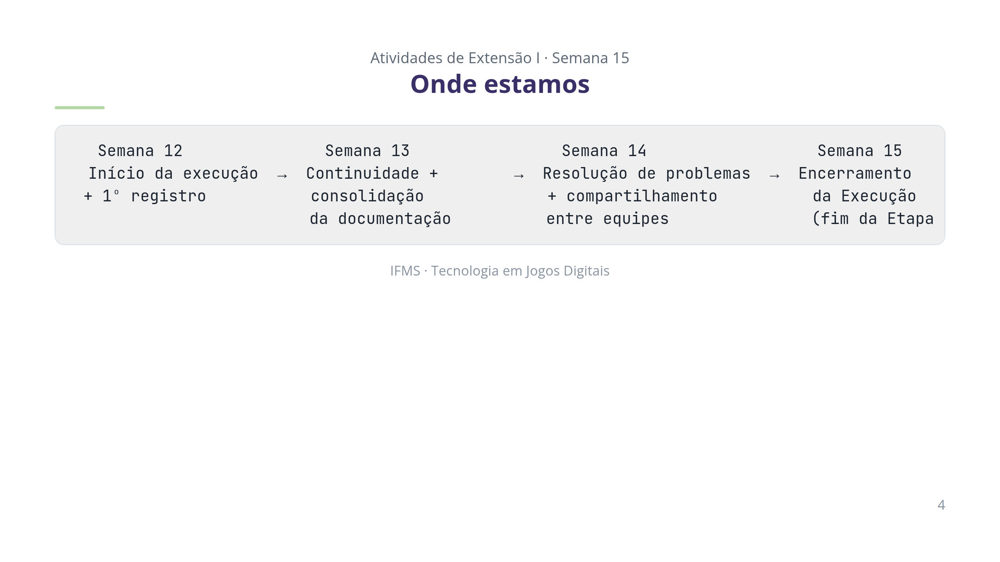 Atividades de Extensão I · Semana 15
Onde estamos
Semana 12 Semana 13 Semana 14 Semana 15
Início da execução → Continuidade + → Resolução de problemas → Encerramento
+ 1º registro consolidação + compartilhamento da Execução
da documentação entre equipes (fim da Etapa
IFMS · Tecnologia em Jogos Digitais
4